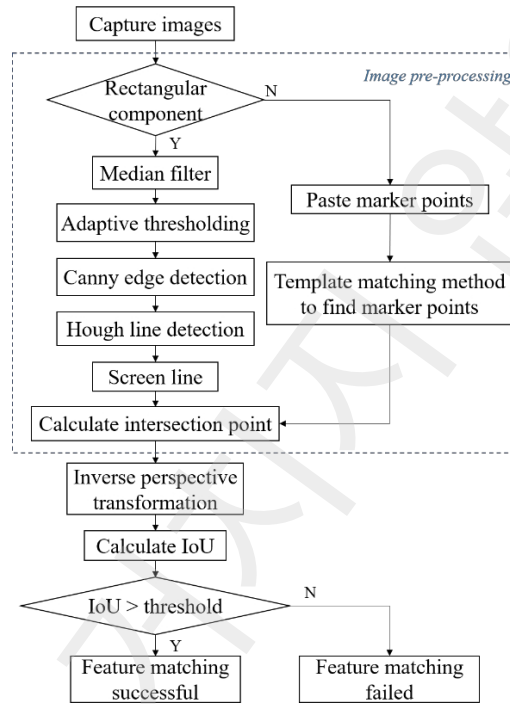 Capture images
Image pre-processing
Rectangular
component
N
Y
Median filter
Paste marker points
Adaptive thresholding
Canny edge detection
Template matching method
to find marker points
Hough line detection
Screen line
Calculate intersection point
Inverse perspective
transformation
Calculate IoU
IoU > threshold
N
Y
Feature matching
successful
Feature matching
failed